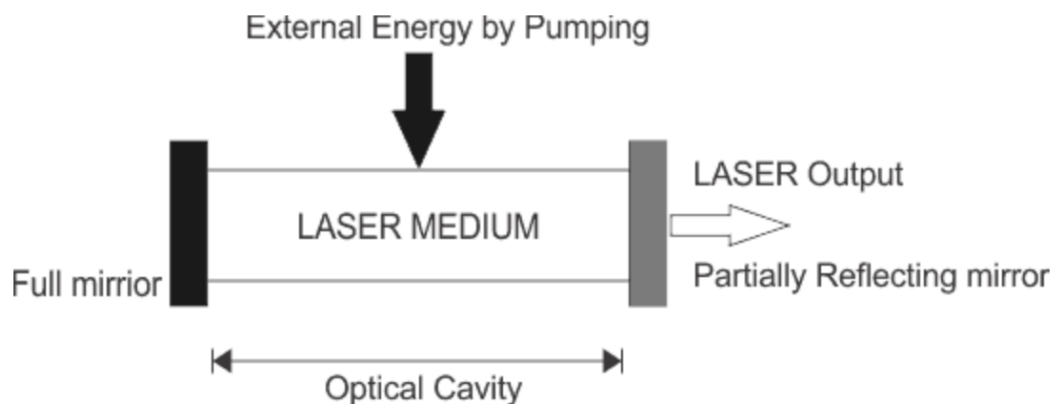 External Energy by Pumping
LASER Output
LASER MEDIUM
Full mirrior
Partially Reflecting mirror
Optical Cavity